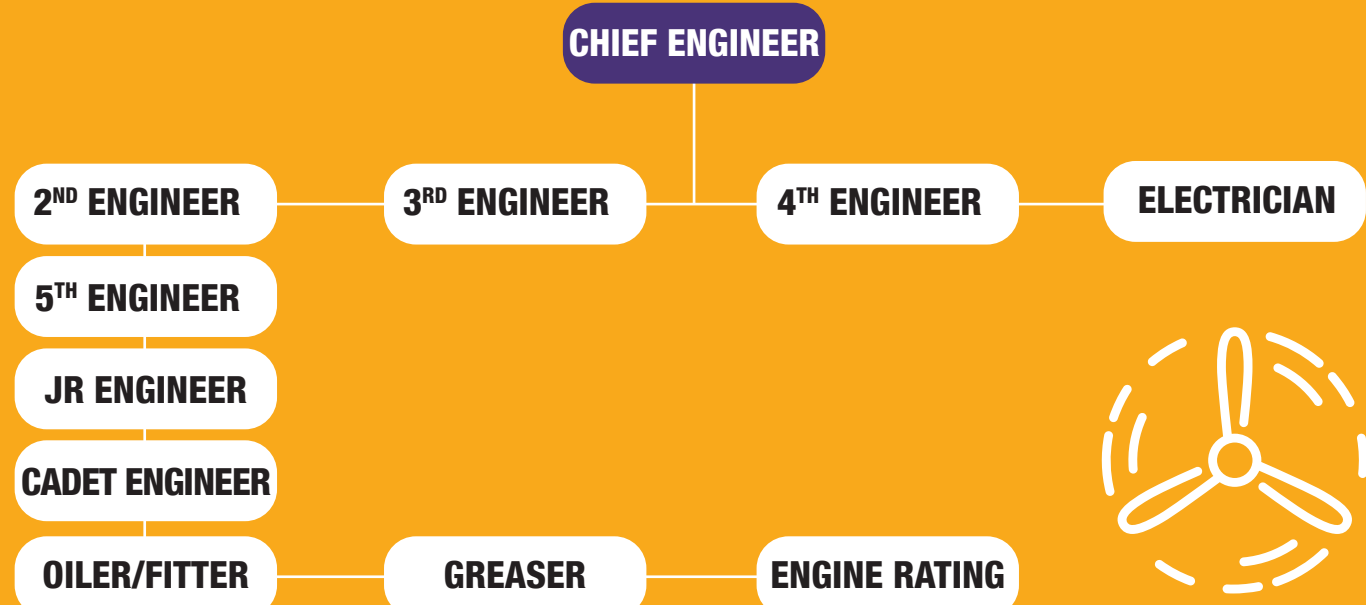 CHIEF ENGINEER
2ND ENGINEER
3RD ENGINEER
4TH ENGINEER
ELECTRICIAN
5TH ENGINEER
JR ENGINEER
CADET ENGINEER
OILER/FITTER
GREASER
ENGINE RATING